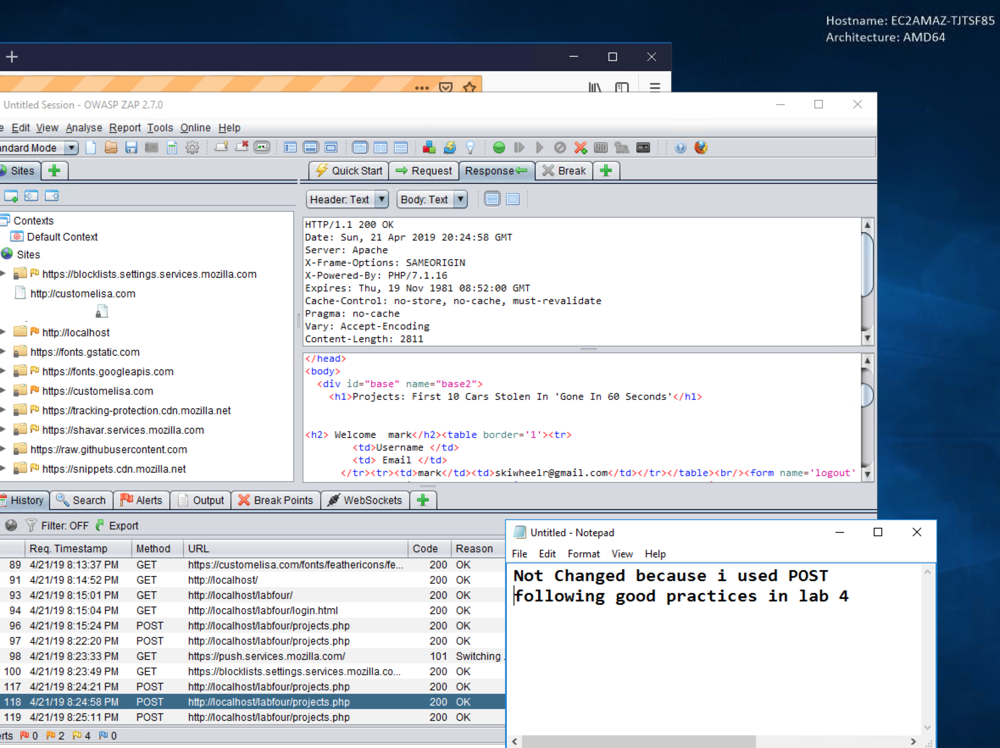 Hostname: EC2AMAZ-TJTSF85
Architecture: AMD64
Untitled Session - OWASP ZAP 2.7.0
e Edit View Analyse Report Tools Online Help
andard Mode
Sites
Quick Start Request Response Break
Header: Text Body: Text
Contexts
Default Context
Sites
https://blocklists.settings.services.mozilla.com
http://customelisa.com
http://localhost
https://fonts.gstatic.com
https://fonts.googleapis.com
https://customelisa.com
https://tracking-protection.cdn.mozilla.net
https://shavar.services.mozilla.com
https://raw.githubusercontent.com
https://snippets.cdn.mozilla.net
HTTP/1.1 200 OK
Date: Sun, 21 Apr 2019 20:24:58 GMT
Server: Apache
X-Frame-Options: SAMEORIGIN
X-Powered-By: PHP/7.1.16
Expires: Thu, 19 Nov 1981 08:52:00 GMT
Cache-Control: no-store, no-cache, must-revalidate
Pragma: no-cache
Vary: Accept-Encoding
Content-Length: 2811
</head>
<body>
<div id="base" name="base2">
<h1>Projects: First 10 Cars Stolen In 'Gone In 60 Seconds'</h1>
<h2> Welcome  mark</h2><table border='1'><tr>
<td>Username </td>
<td> Email </td>
</tr><tr><td>mark</td><td>skiwheelr@gmail.com</td></tr></table><br/><form name='logout'
History Search Alerts Output Break Points WebSockets
Filter: OFF Export
Req. Timestamp Method URL Code Reason
89 4/21/19 8:13:37 PM GET https://customelisa.com/fonts/feathericons/fe... 200 OK
91 4/21/19 8:14:52 PM GET http://localhost/ 200 OK
93 4/21/19 8:15:01 PM GET http://localhost/labfour/ 200 OK
94 4/21/19 8:15:04 PM GET http://localhost/labfour/login.html 200 OK
96 4/21/19 8:15:24 PM POST http://localhost/labfour/projects.php 200 OK
97 4/21/19 8:22:20 PM POST http://localhost/labfour/projects.php 200 OK
98 4/21/19 8:23:33 PM GET https://push.services.mozilla.com/ 101 Switching .
100 4/21/19 8:23:49 PM GET https://blocklists.settings.services.mozilla.co... 200 OK
117 4/21/19 8:24:21 PM POST http://localhost/labfour/projects.php 200 OK
118 4/21/19 8:24:58 PM POST http://localhost/labfour/projects.php 200 OK
119 4/21/19 8:25:11 PM POST http://localhost/labfour/projects.php 200 OK
erts 0 2 4 0
Untitled - Notepad
File Edit Format View Help
Not Changed because i used POST
following good practices in lab 4